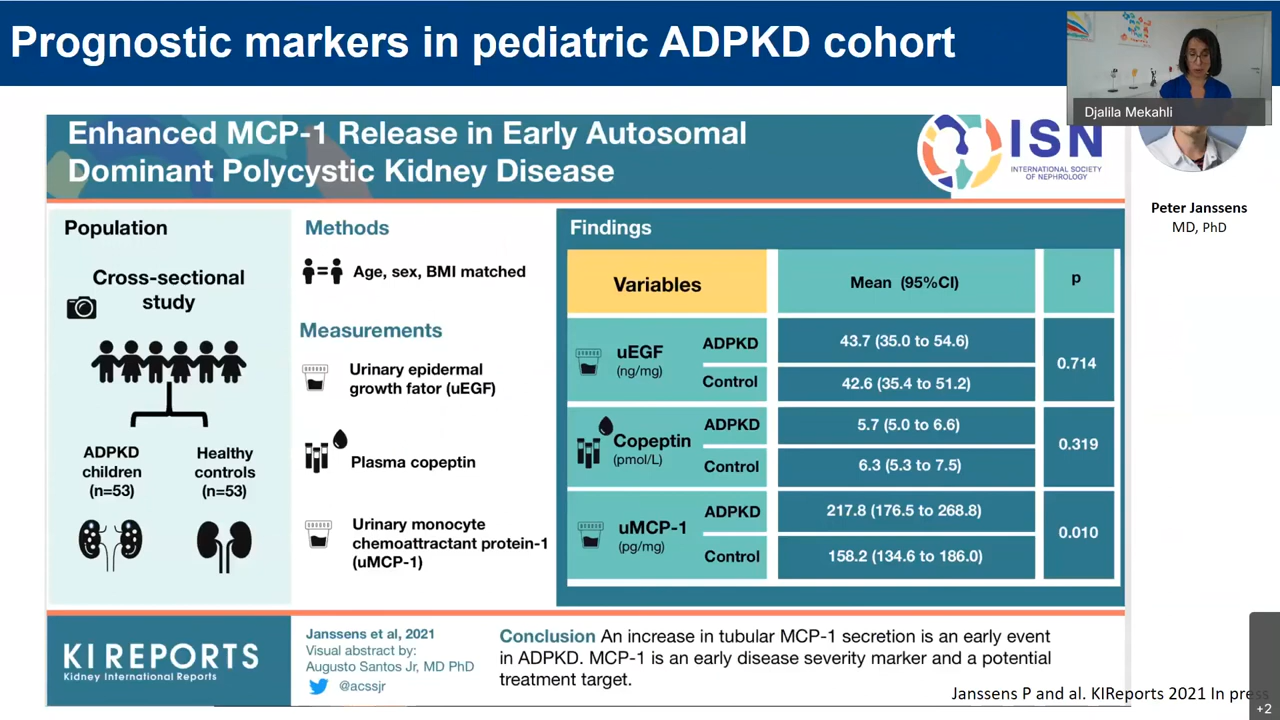 Prognostic markers in pediatric ADPKD cohort
Djalila Mekahli
Enhanced MCP-1 Release in Early Autosomal
Dominant Polycystic Kidney Disease
ISN
INTERNATIONAL SOCIETY
OF NEPHROLOGY
Peter Janssens
MD, PhD
Population
Cross-sectional
study
ADPKD
children
(n=53)
Healthy
controls
(n=53)
Methods
Age, sex, BMI matched
Measurements
Urinary epidermal
growth fator (uEGF)
Plasma copeptin
Urinary monocyte
chemoattractant protein-1
(uMCP-1)
Findings
Variables
Mean (95%CI)
p
uEGF
(ng/mg)
ADPKD
43.7 (35.0 to 54.6)
Control
42.6 (35.4 to 51.2)
0.714
Copeptin
(pmol/L)
ADPKD
5.7 (5.0 to 6.6)
Control
6.3 (5.3 to 7.5)
0.319
uMCP-1
(pg/mg)
ADPKD
217.8 (176.5 to 268.8)
Control
158.2 (134.6 to 186.0)
0.010
KI REPORTS
Kidney International Reports
Janssens et al, 2021
Visual abstract by:
Augusto Santos Jr, MD PhD
@acssjr
Conclusion An increase in tubular MCP-1 secretion is an early event
in ADPKD. MCP-1 is an early disease severity marker and a potential
treatment target.
Janssens P and al. KIReports 2021 In press
+2